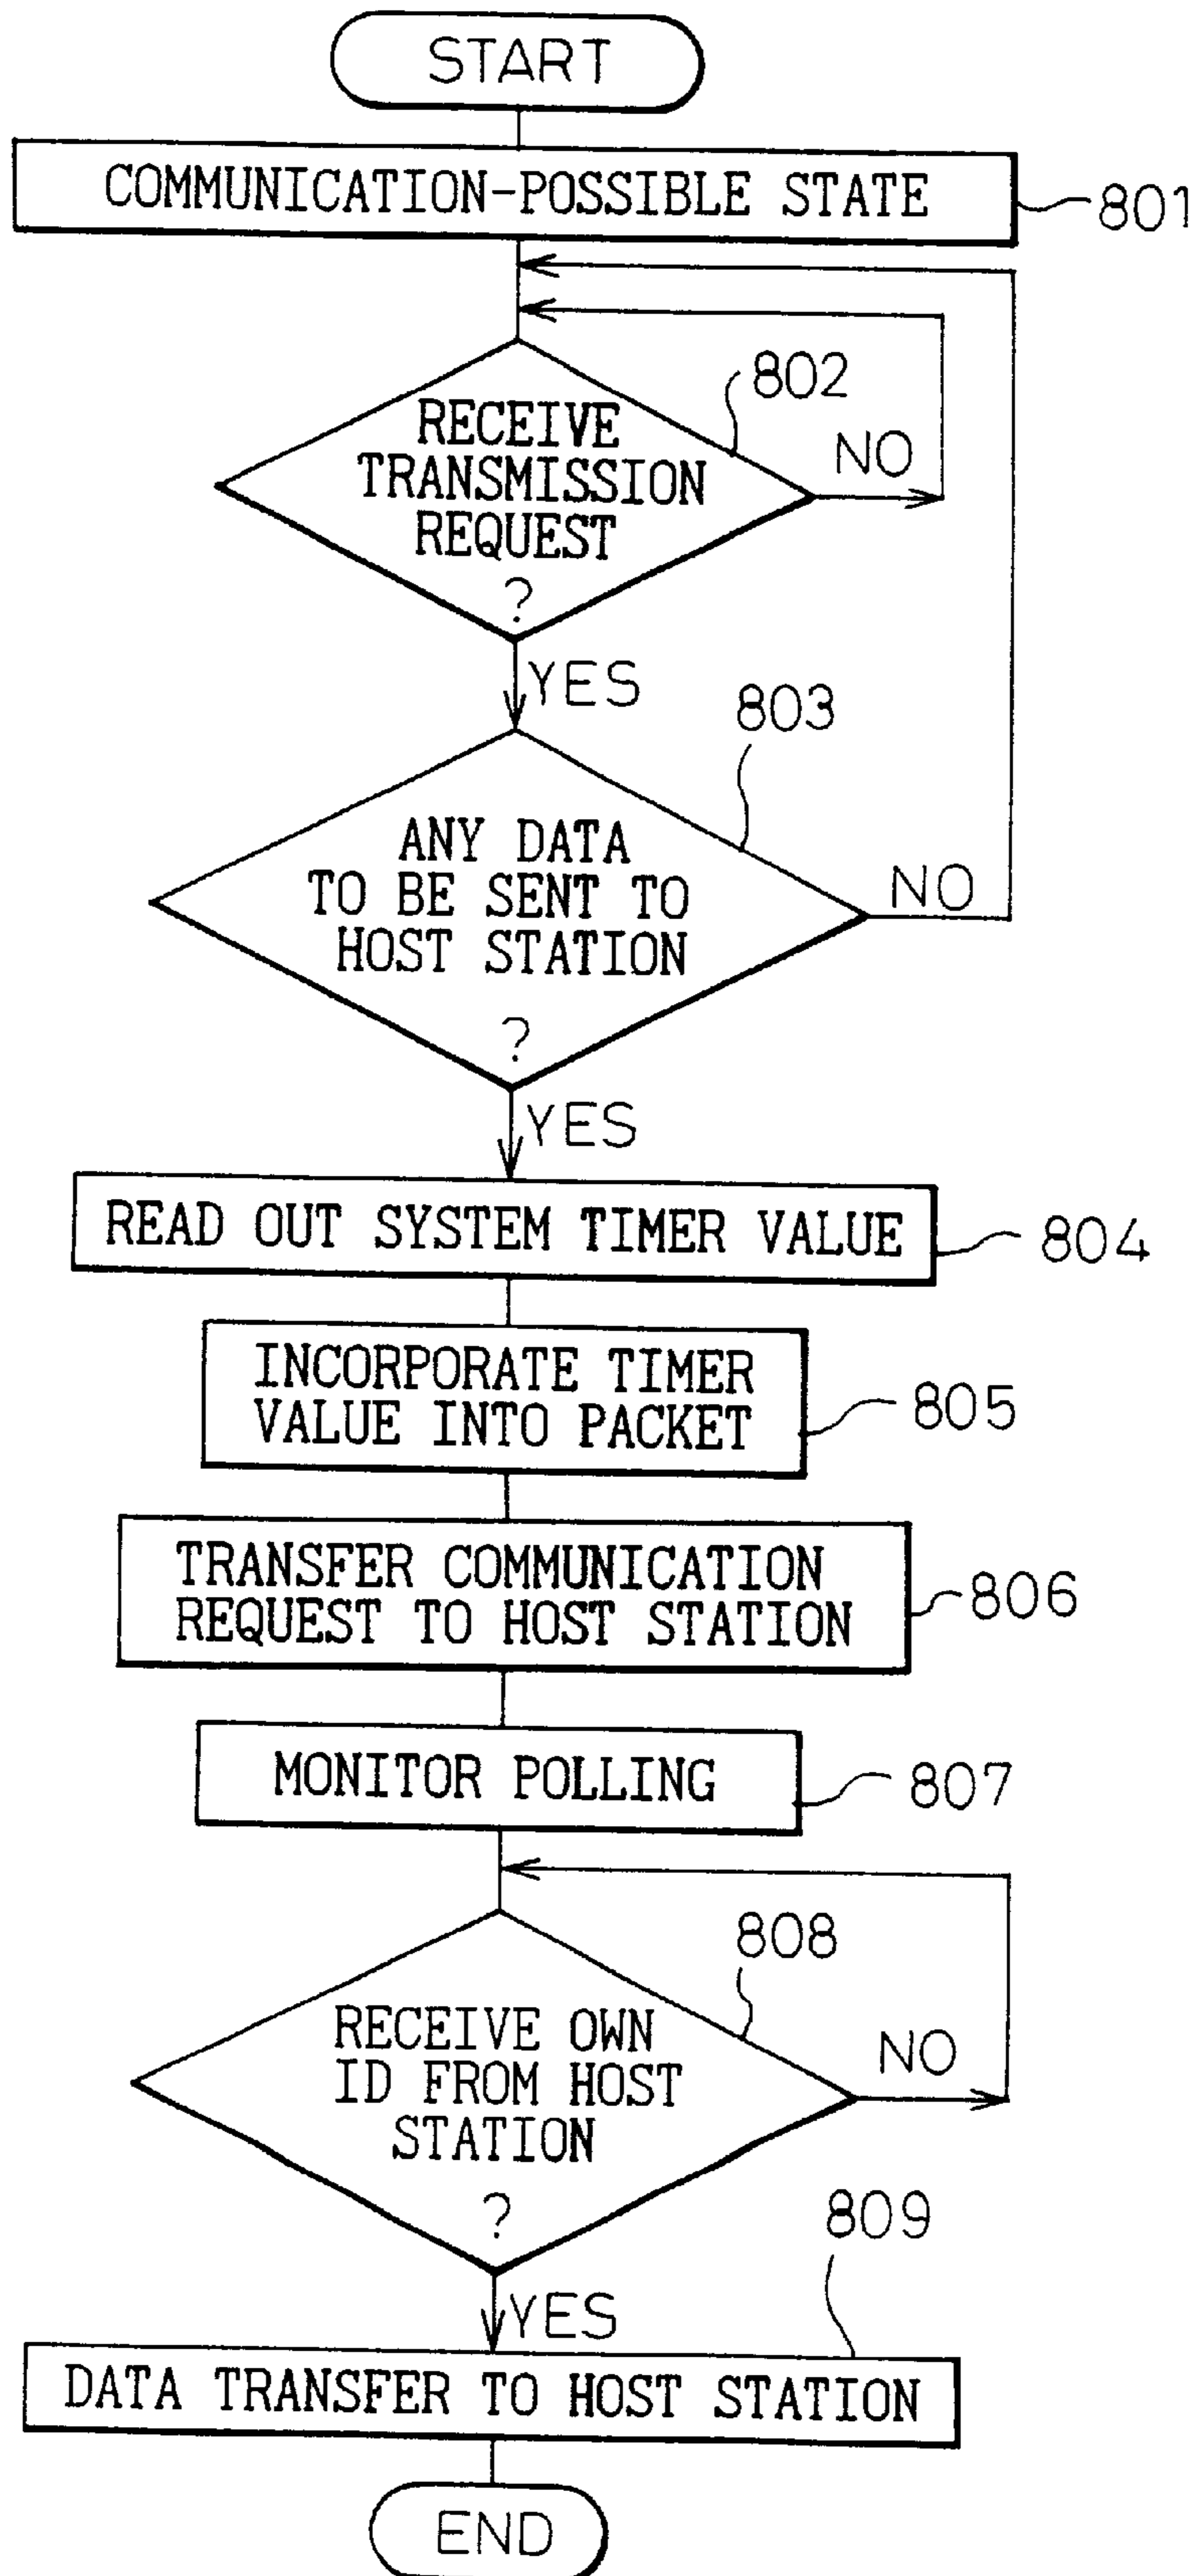 START
COMMUNICATION-POSSIBLE STATE
801
802
RECEIVE
TRANSMISSION
REQUEST
?
NO
YES
803
ANY DATA
TO BE SENT TO
HOST STATION
?
NO
YES
READ OUT SYSTEM TIMER VALUE
804
INCORPORATE TIMER
VALUE INTO PACKET
805
TRANSFER COMMUNICATION
REQUEST TO HOST STATION
806
MONITOR POLLING
807
808
RECEIVE OWN
ID FROM HOST
STATION
?
NO
YES
809
DATA TRANSFER TO HOST STATION
END